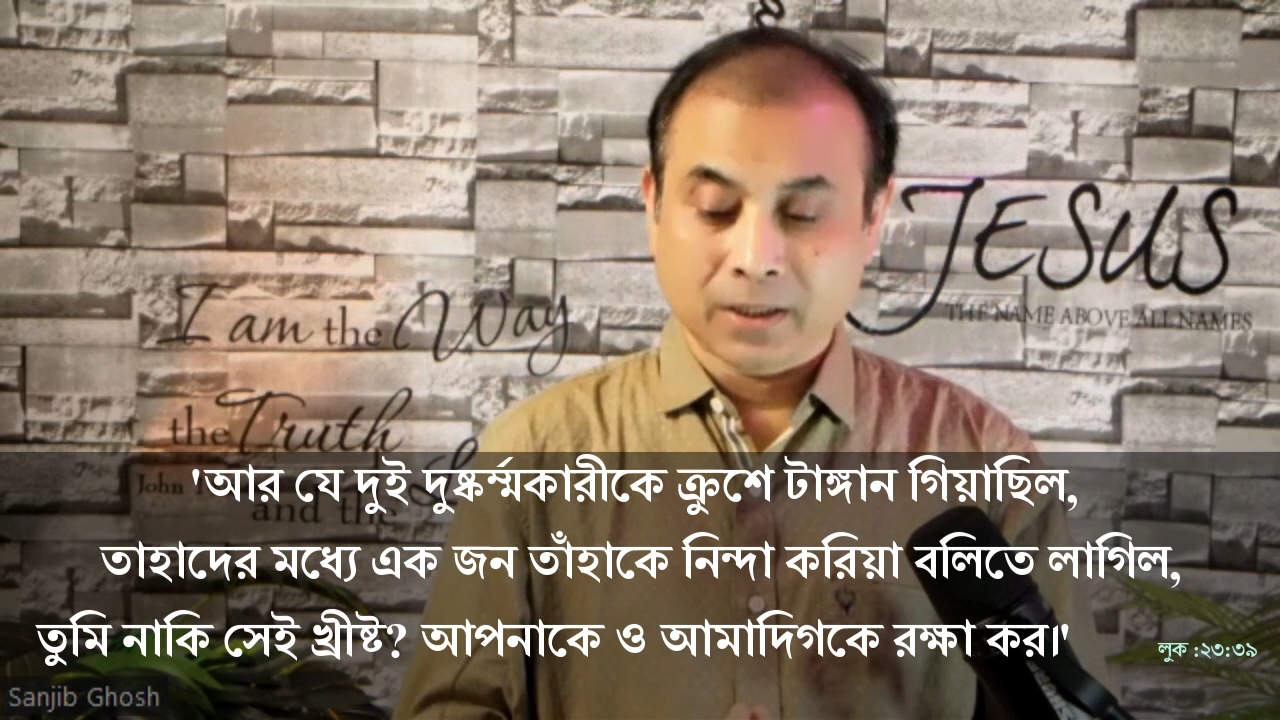 JESUS
THE NAME ABOVE ALL NAMES
I am the Way
the Truth
John
and the
'আর যে দুই দুষ্কর্ম্মকারীকে ক্রুশে টাঙ্গান গিয়াছিল,
তাহাদের মধ্যে এক জন তাঁহাকে নিন্দা করিয়া বলিতে লাগিল,
তুমি নাকি সেই খ্রীষ্ট? আপনাকে ও আমাদিগকে রক্ষা কর।'
লুক :২৩:৩৯
Sanjib Ghosh